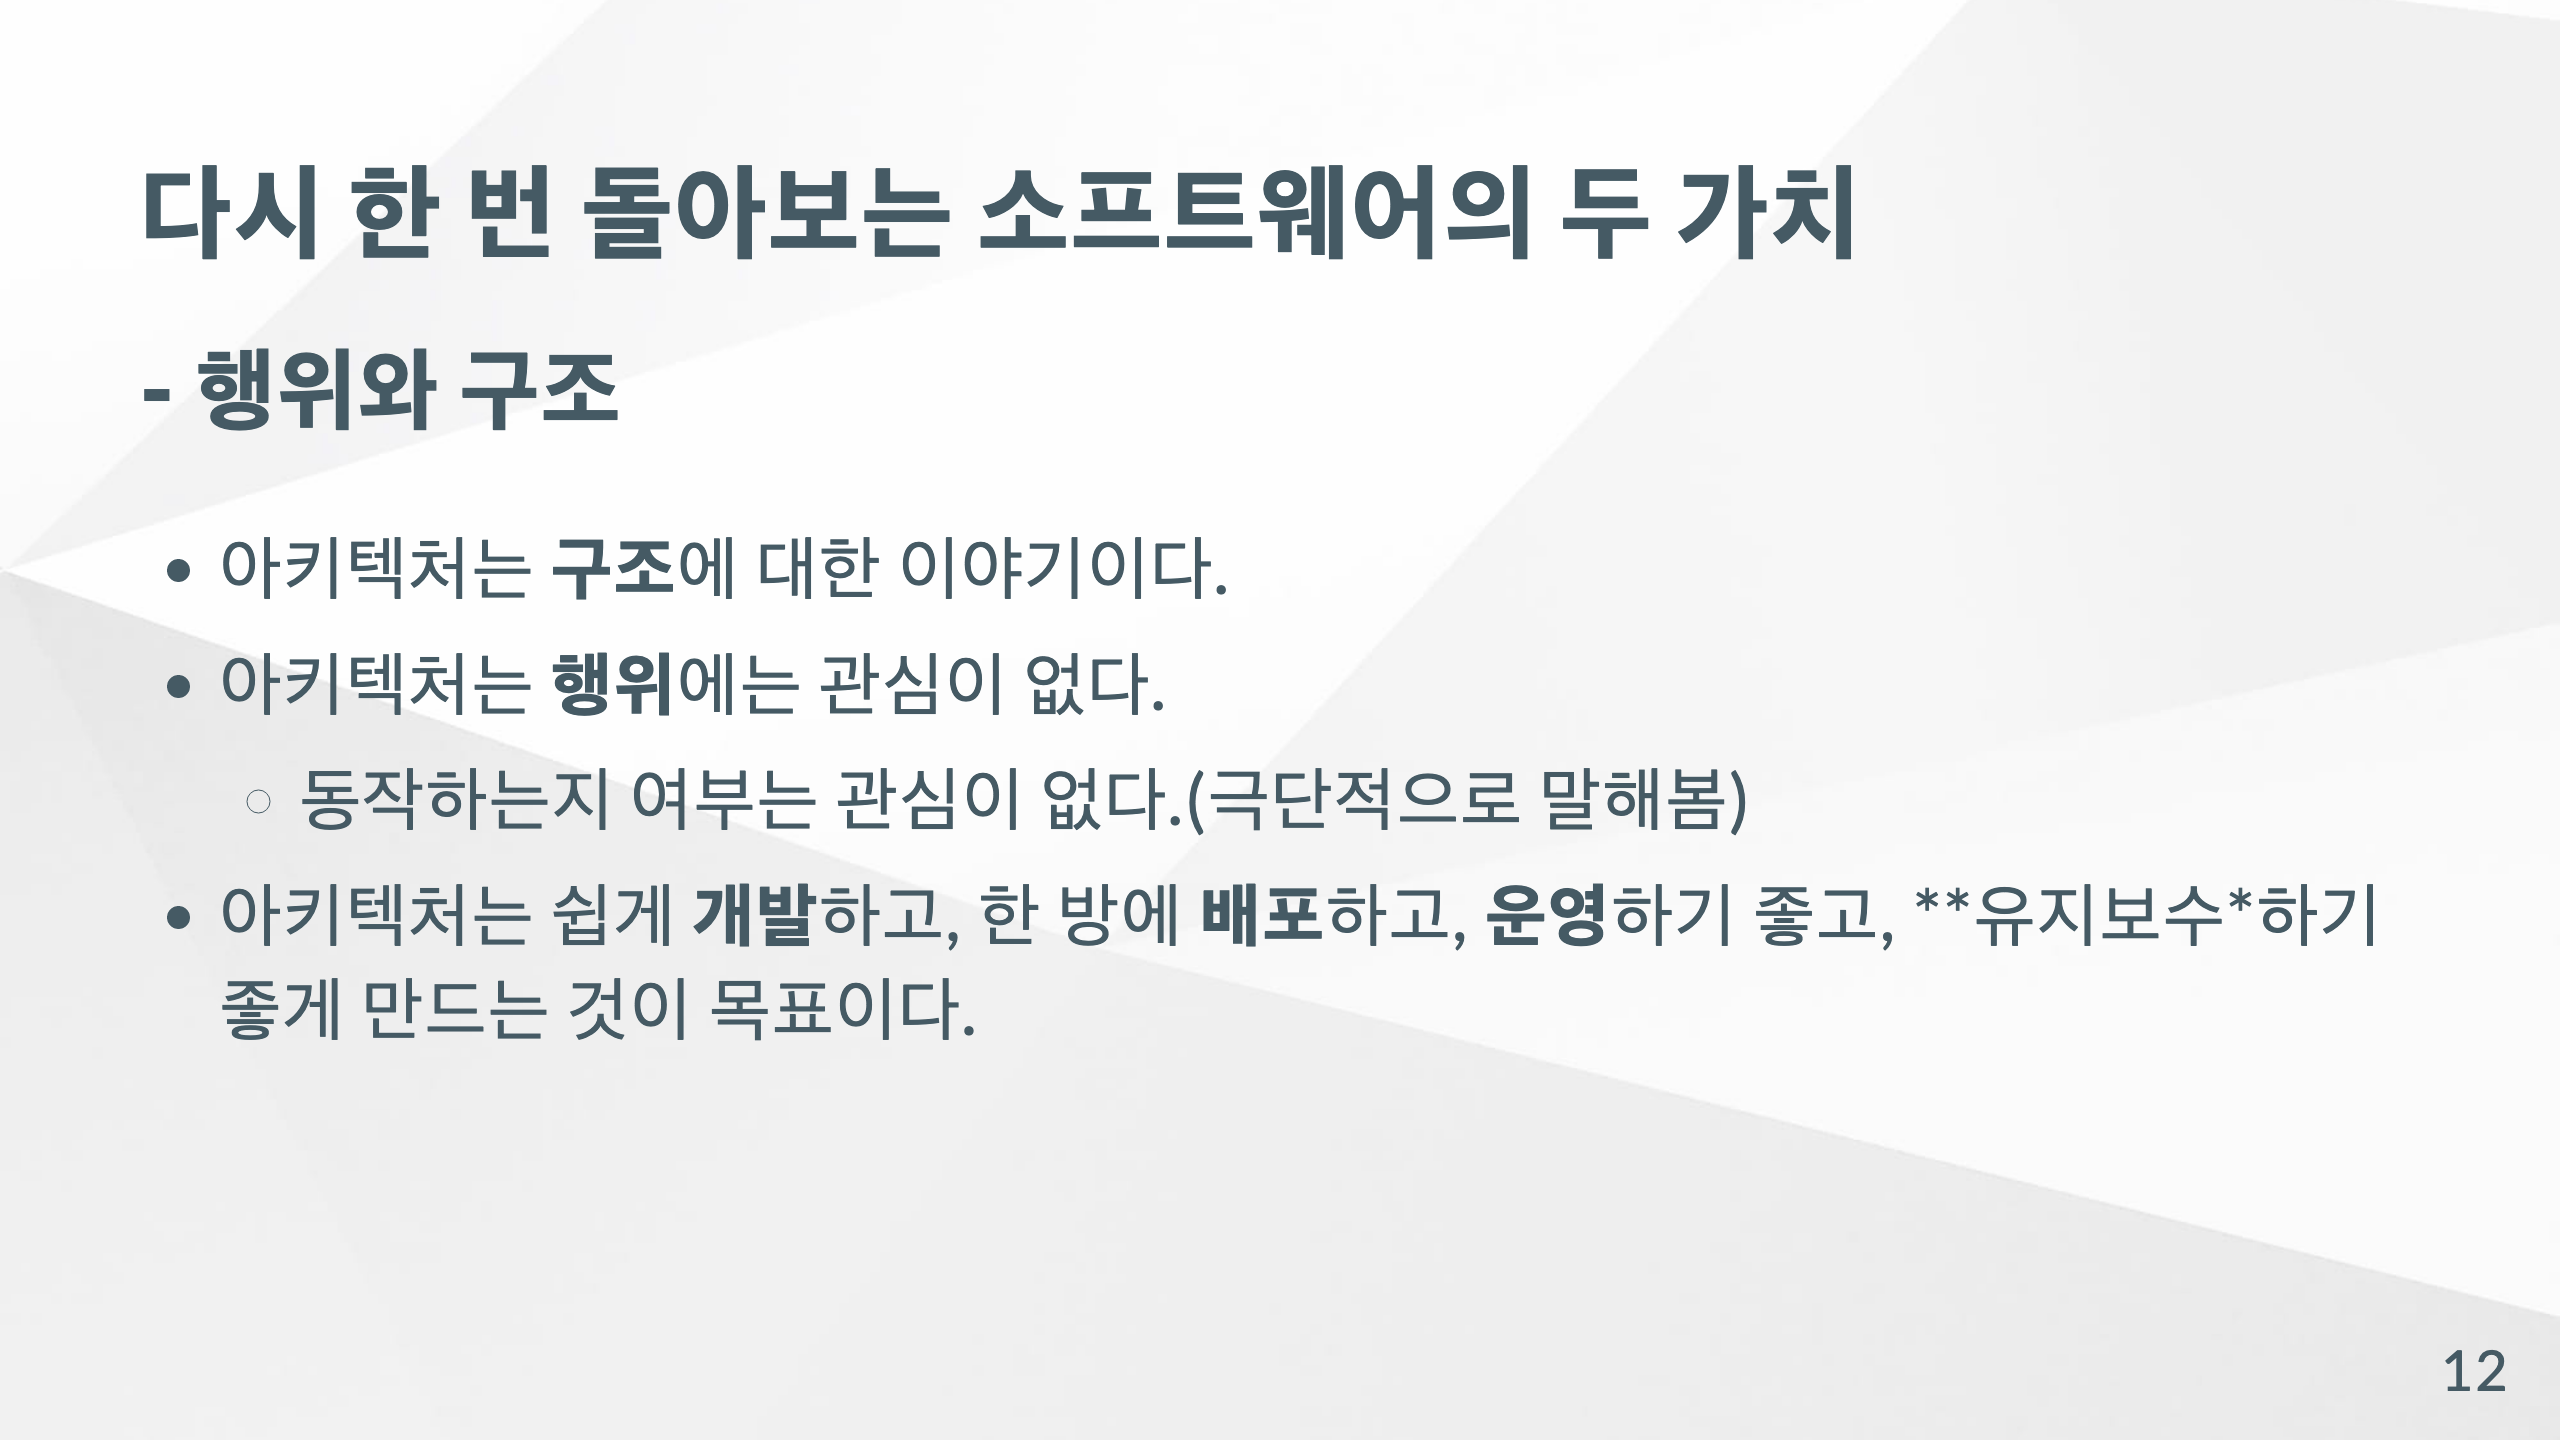 다시 한 번 돌아보는 소프트웨어의 두 가치
- 행위와 구조
• 아키텍처는 구조에 대한 이야기이다.
• 아키텍처는 행위에는 관심이 없다.
○ 동작하는지 여부는 관심이 없다.(극단적으로 말해봄)
• 아키텍처는 쉽게 개발하고, 한 방에 배포하고, 운영하기 좋고, **유지보수*하기
좋게 만드는 것이 목표이다.
12